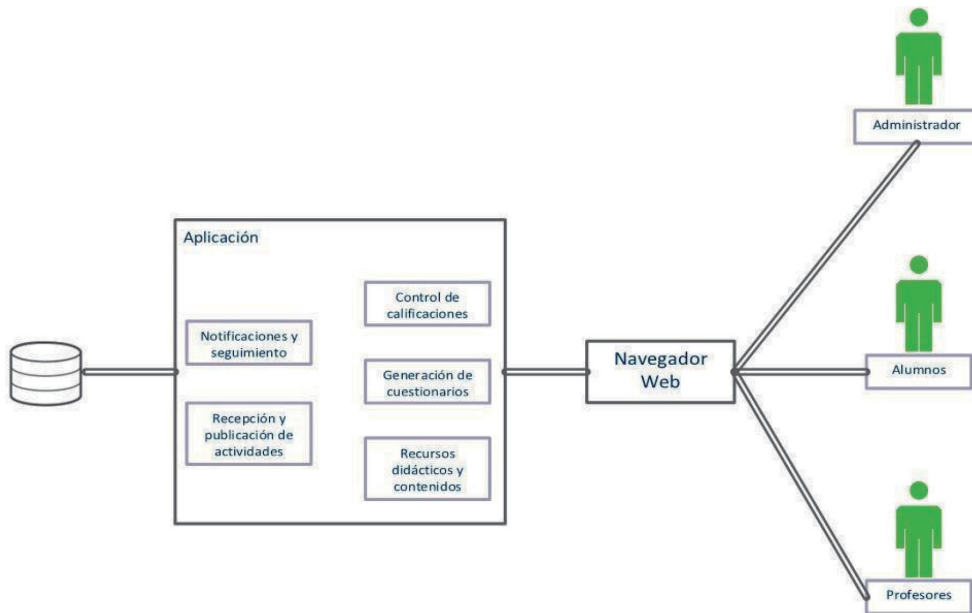 Administrador
Aplicación
Control de
calificaciones
Notificaciones y
seguimiento
Generación de
cuestionarios
Recepción y
publicación de
actividades
Recursos
didácticos y
contenidos
Navegador
Web
Alumnos
Profesores